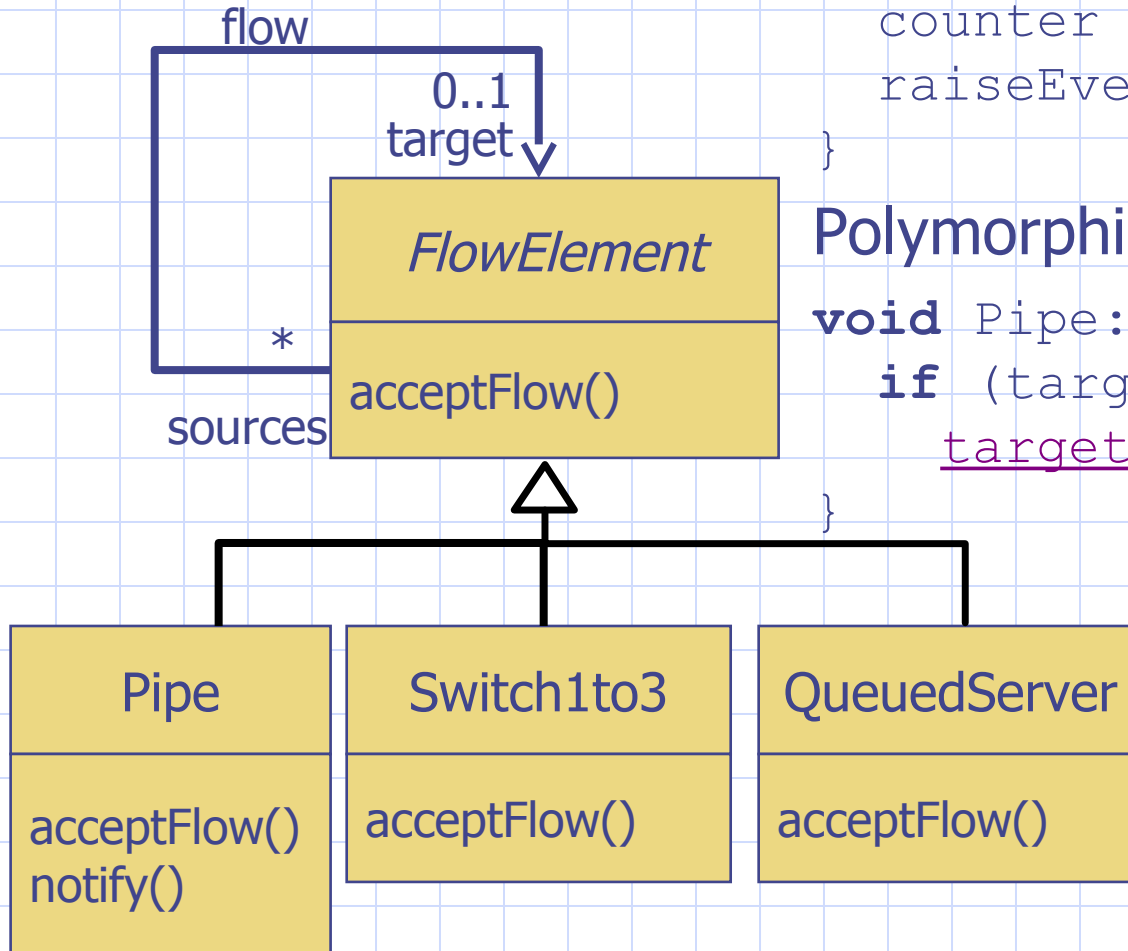 flow
0..1
target
FlowElement
*
acceptFlow()
sources
Pipe
acceptFlow()
notify()
Switch1to3
acceptFlow()
QueuedServer
acceptFlow()
counter
raiseEve
}
Polymorphi
void Pipe:
if (targ
target
}